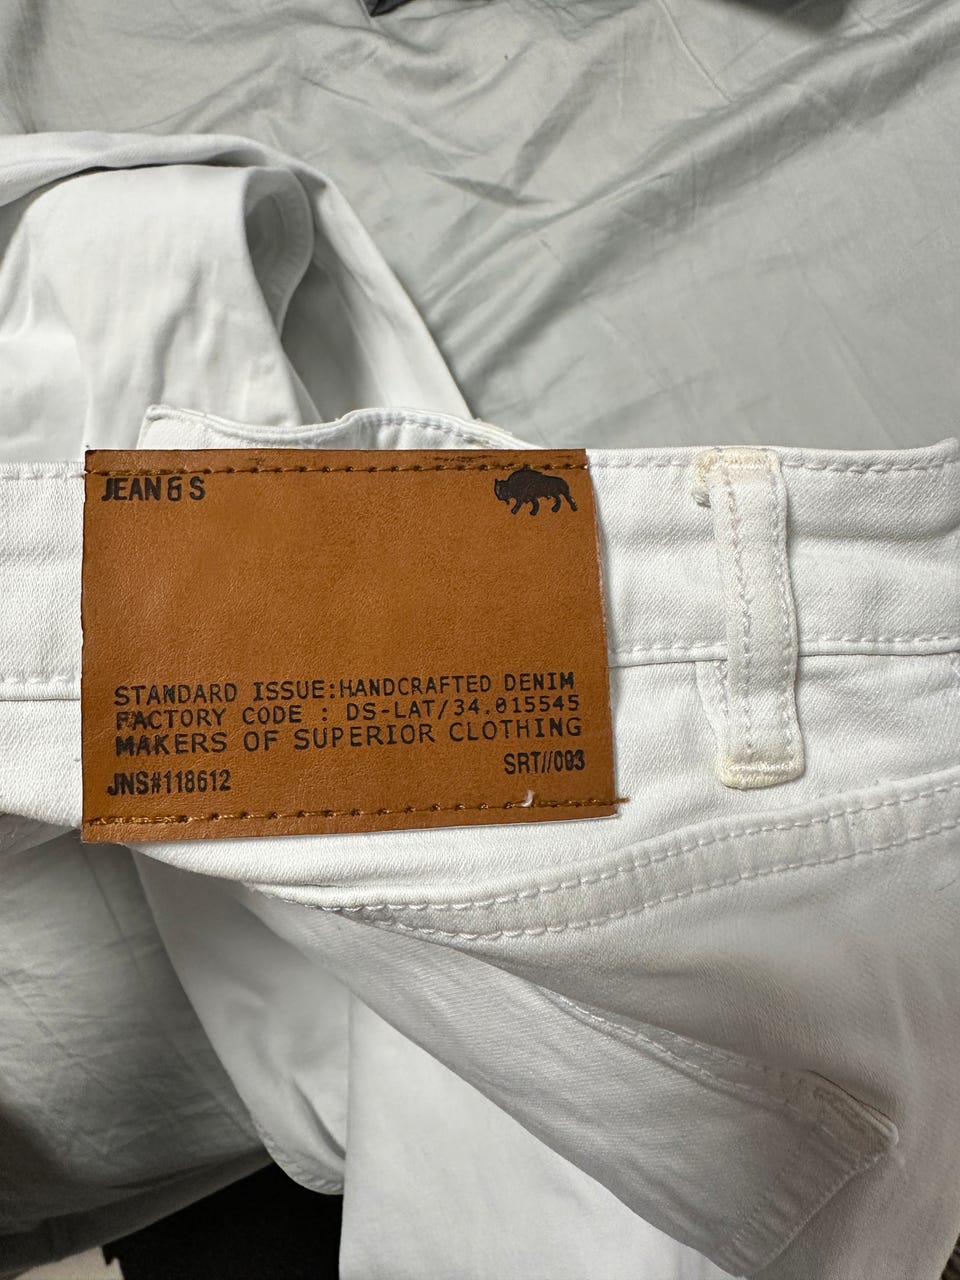 JEAN & S
STANDARD ISSUE:HANDCRAFTED DENIM
FACTORY CODE : DS-LAT/34.015545
MAKERS OF SUPERIOR CLOTHING
JNS#118612
SRT//003